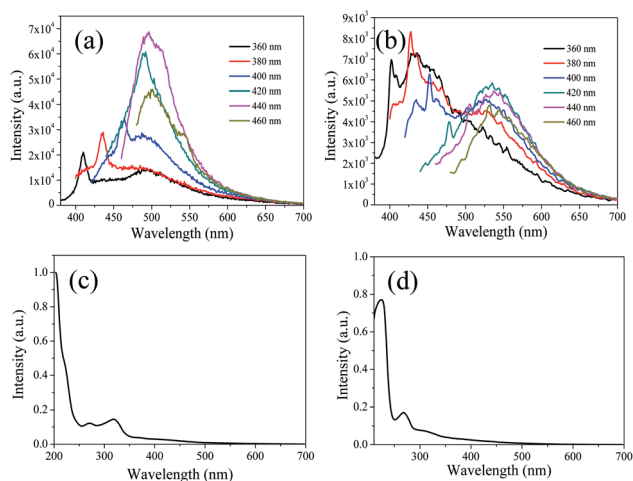 (a)
7x10⁴
6x10⁴
5x10⁴
4x10⁴
3x10⁴
2x10⁴
1x10⁴
0
Intensity (a.u.)
360 nm
380 nm
400 nm
420 nm
440 nm
460 nm
400 450 500 550 600 650 700
Wavelength (nm)
(b)
9x10³
8x10³
7x10³
6x10³
5x10³
4x10³
3x10³
2x10³
1x10³
0
Intensity (a.u.)
360 nm
380 nm
400 nm
420 nm
440 nm
460 nm
400 450 500 550 600 650 700
Wavelength (nm)
(c)
1.0
0.8
0.6
0.4
0.2
0.0
Intensity (a.u.)
200 300 400 500 600 700
Wavelength (nm)
(d)
1.0
0.8
0.6
0.4
0.2
0.0
Intensity (a.u.)
300 400 500 600 700
Wavelength (nm)